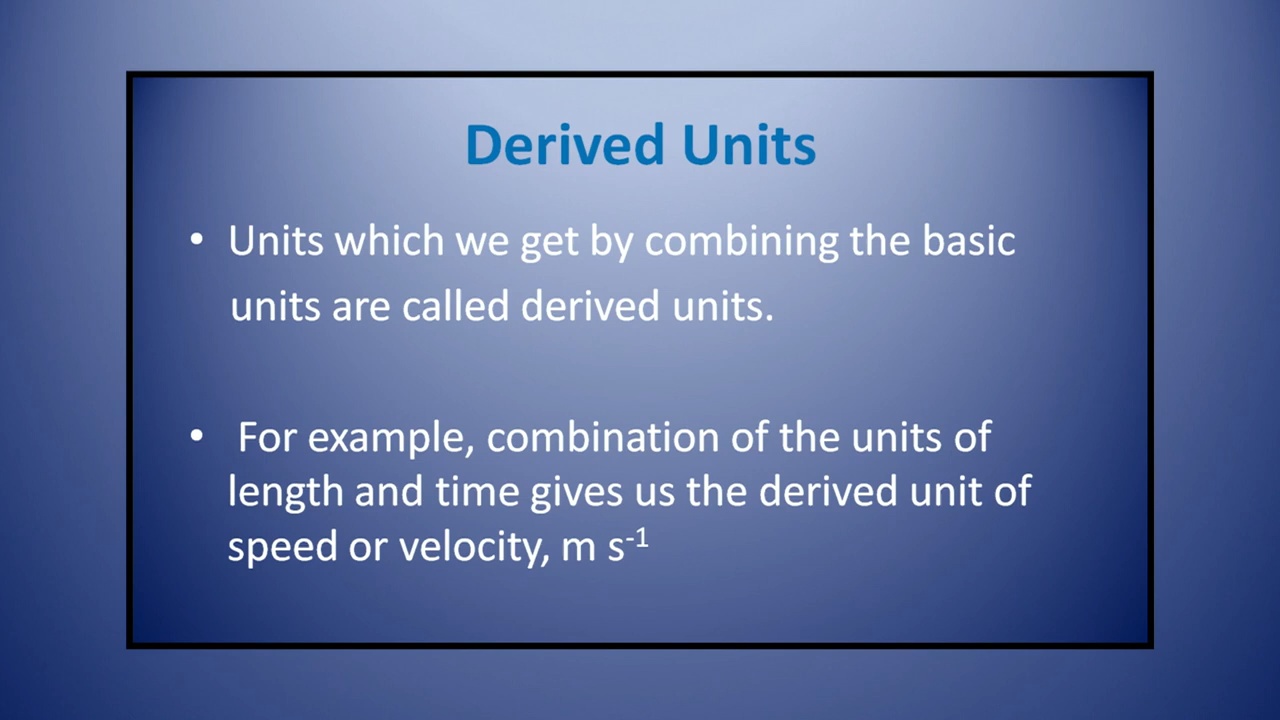 Derived Units
• Units which we get by combining the basic
units are called derived units.
• For example, combination of the units of
length and time gives us the derived unit of
speed or velocity, m s⁻¹